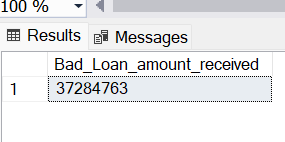 100 %
Results Messages
Bad_Loan_amount_received
1 37284763